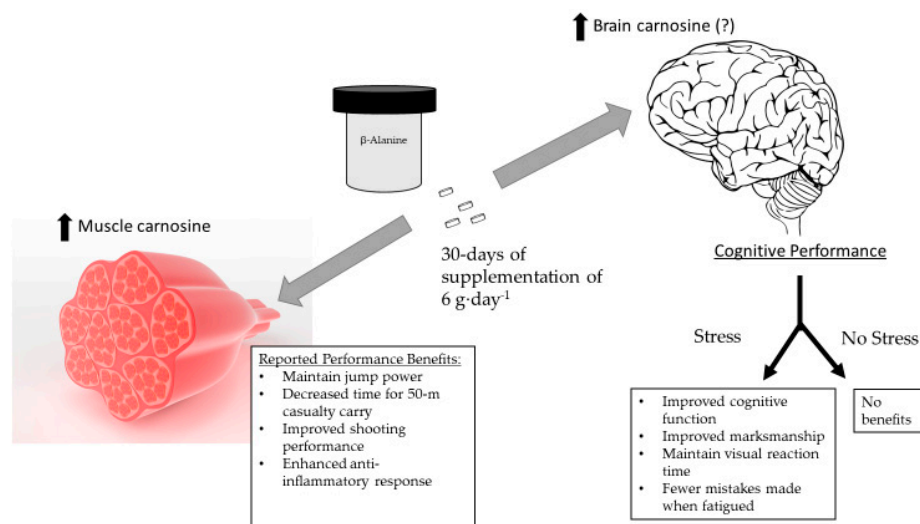 Brain carnosine (?)
β-Alanine
Muscle carnosine
30-days of
supplementation of
6 g·day-1
Cognitive Performance
Stress
No Stress
Reported Performance Benefits:
• Maintain jump power
• Decreased time for 50-m
casualty carry
• Improved shooting
performance
• Enhanced anti-
inflammatory response
• Improved cognitive
function
• Improved marksmanship
• Maintain visual reaction
time
• Fewer mistakes made
when fatigued
No
benefits